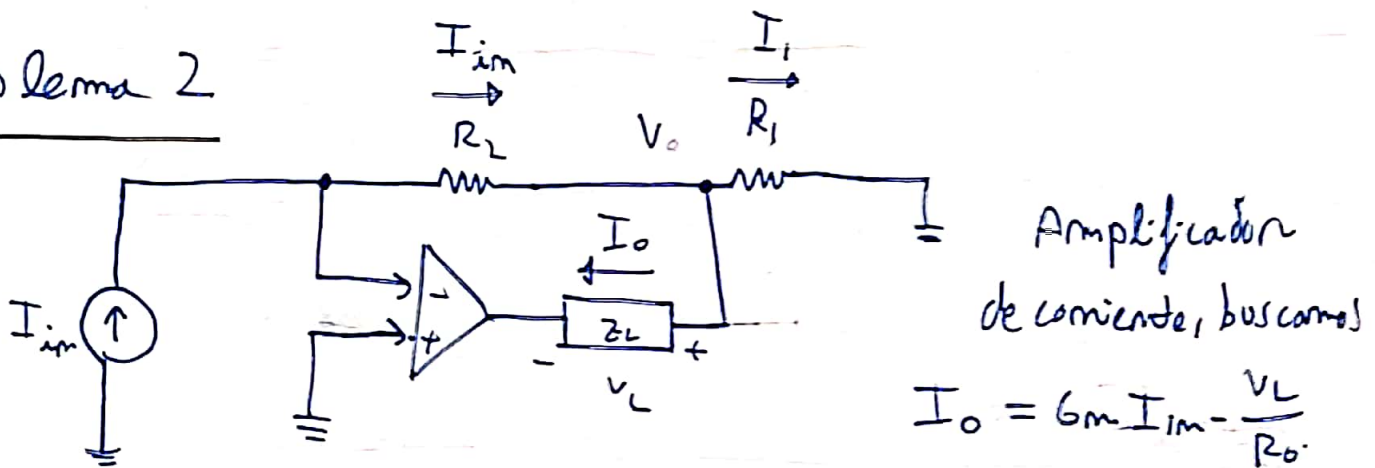 lema 2
I_in
I_1
R_2
V_o
R_1
I_o
I_in
-
+
Z_L
-
+
V_L
Amplificador
de corriente, buscamos
I_o = Gm I_in - V_L/R_o.